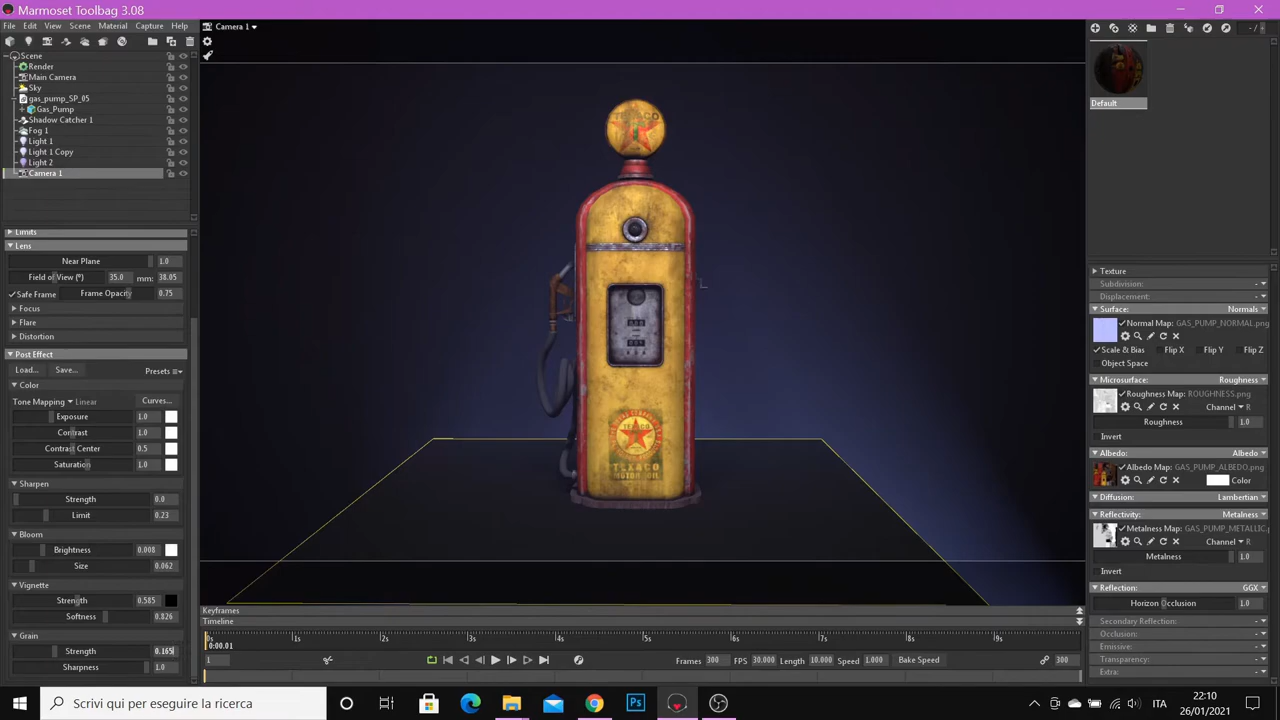 Marmoset Toolbag 3.08
File Edit View Scene Material Capture Help
Camera 1
Scene
Render
Main Camera
Sky
gas_pump_SP_05
Gas_Pump
Shadow Catcher 1
Fog 1
Light 1
Light 1 Copy
Light 2
Camera 1
Limits
Lens
Near Plane 1.0
Field of View (°) 35.0 mm: 38.05
Safe Frame Frame Opacity 0.75
Focus
Flare
Distortion
Post Effect
Load... Save... Presets
Color
Tone Mapping Linear Curves...
Exposure 1.0
Contrast 1.0
Contrast Center 0.5
Saturation 1.0
Sharpen
Strength 0.0
Limit 0.23
Bloom
Brightness 0.008
Size 0.062
Vignette
Strength 0.585
Softness 0.826
Grain
Strength 0.165
Sharpness 1.0
TEXACO
TEXACO
TEXACO
MOTOR OIL
Keyframes
Timeline
0s 1s 2s 3s 4s 5s 6s 7s 8s 9s
0:00.01
1 Frames 300 FPS 30.000 Length 10.000 Speed 1.000 Bake Speed 300
- /
Default
Texture
Subdivision:
Displacement:
Surface: Normals
Normal Map: GAS_PUMP_NORMAL.png
Scale & Bias Flip X Flip Y Flip Z
Object Space
Microsurface: Roughness
Roughness Map: ROUGHNESS.png
Channel R
Roughness 1.0
Invert
Albedo: Albedo
Albedo Map: GAS_PUMP_ALBEDO.png
Color
Diffusion: Lambertian
Reflectivity: Metalness
Metalness Map: GAS_PUMP_METALLIC.
Channel R
Metalness 1.0
Invert
Reflection: GGX
Horizon Occlusion 1.0
Secondary Reflection:
Occlusion:
Emissive:
Transparency:
Extra:
Scrivi qui per eseguire la ricerca
Ps
ITA
22:10
26/01/2021